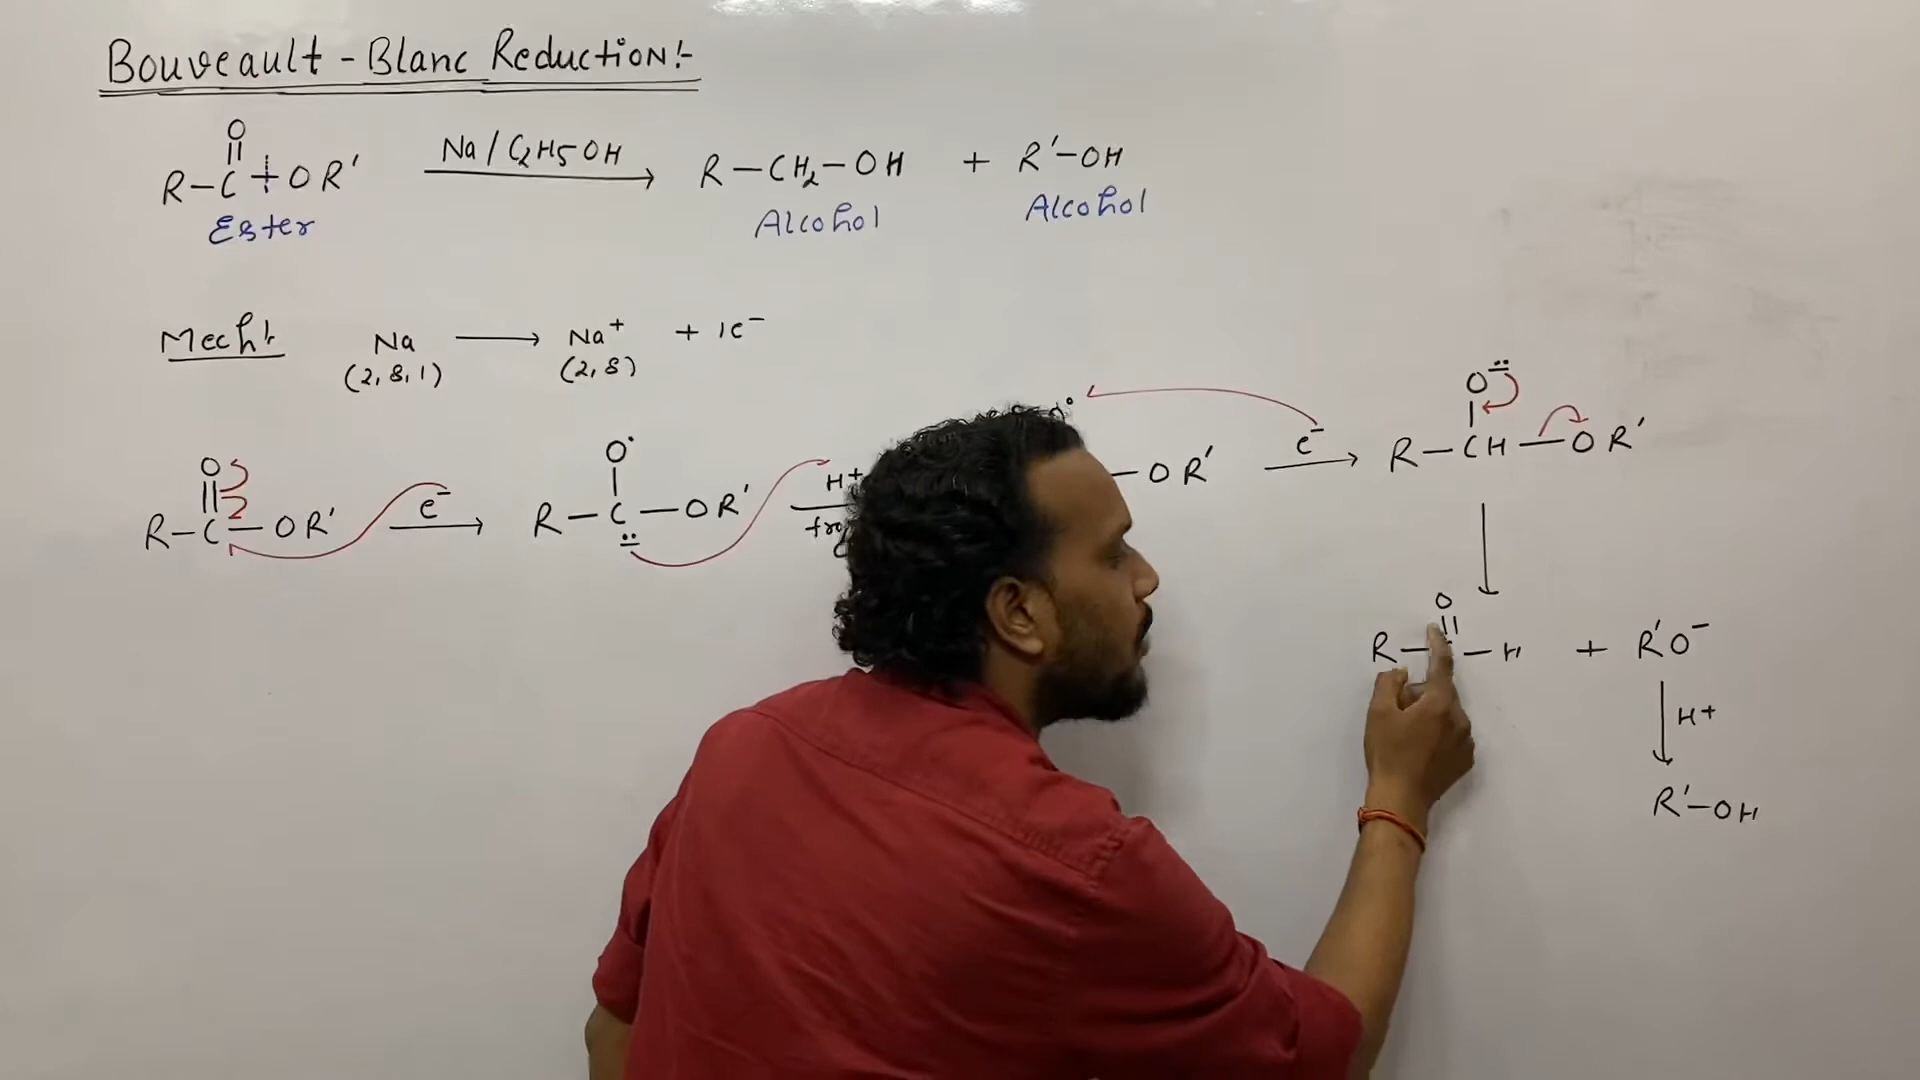 Bouveault - Blanc Reduction:-
O
R-C-OR' Na/C2H5OH R-CH2-OH + R'-OH
Ester Alcohol Alcohol
Mech: Na → Na+ + 1e-
(2,8,1) (2,8)
O
R-CH-OR'
O O
R-C-OR' e- R-C-OR' H+ -OR' e-
O
R- -H + R'O-
H+
R'-OH